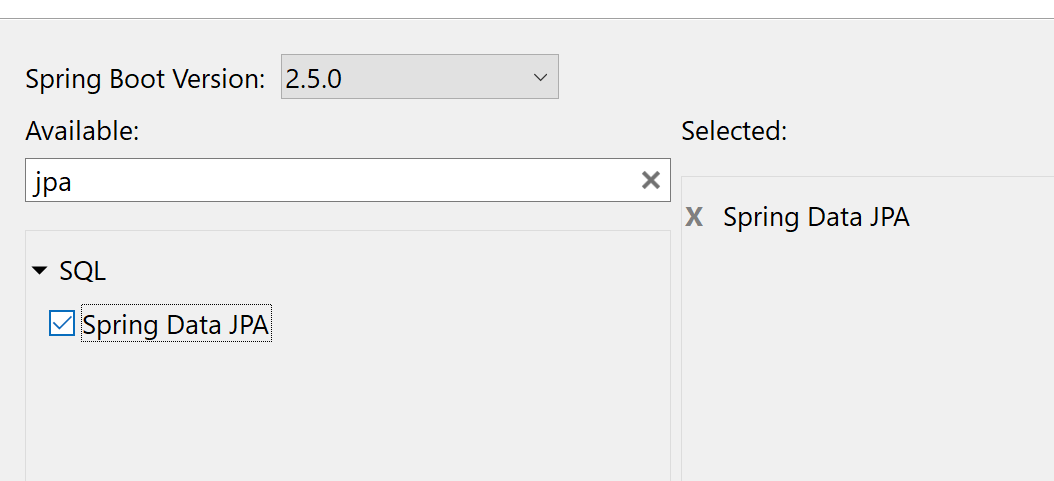 Spring Boot Version: 2.5.0
Available:
Selected:
jpa
X Spring Data JPA
SQL
Spring Data JPA